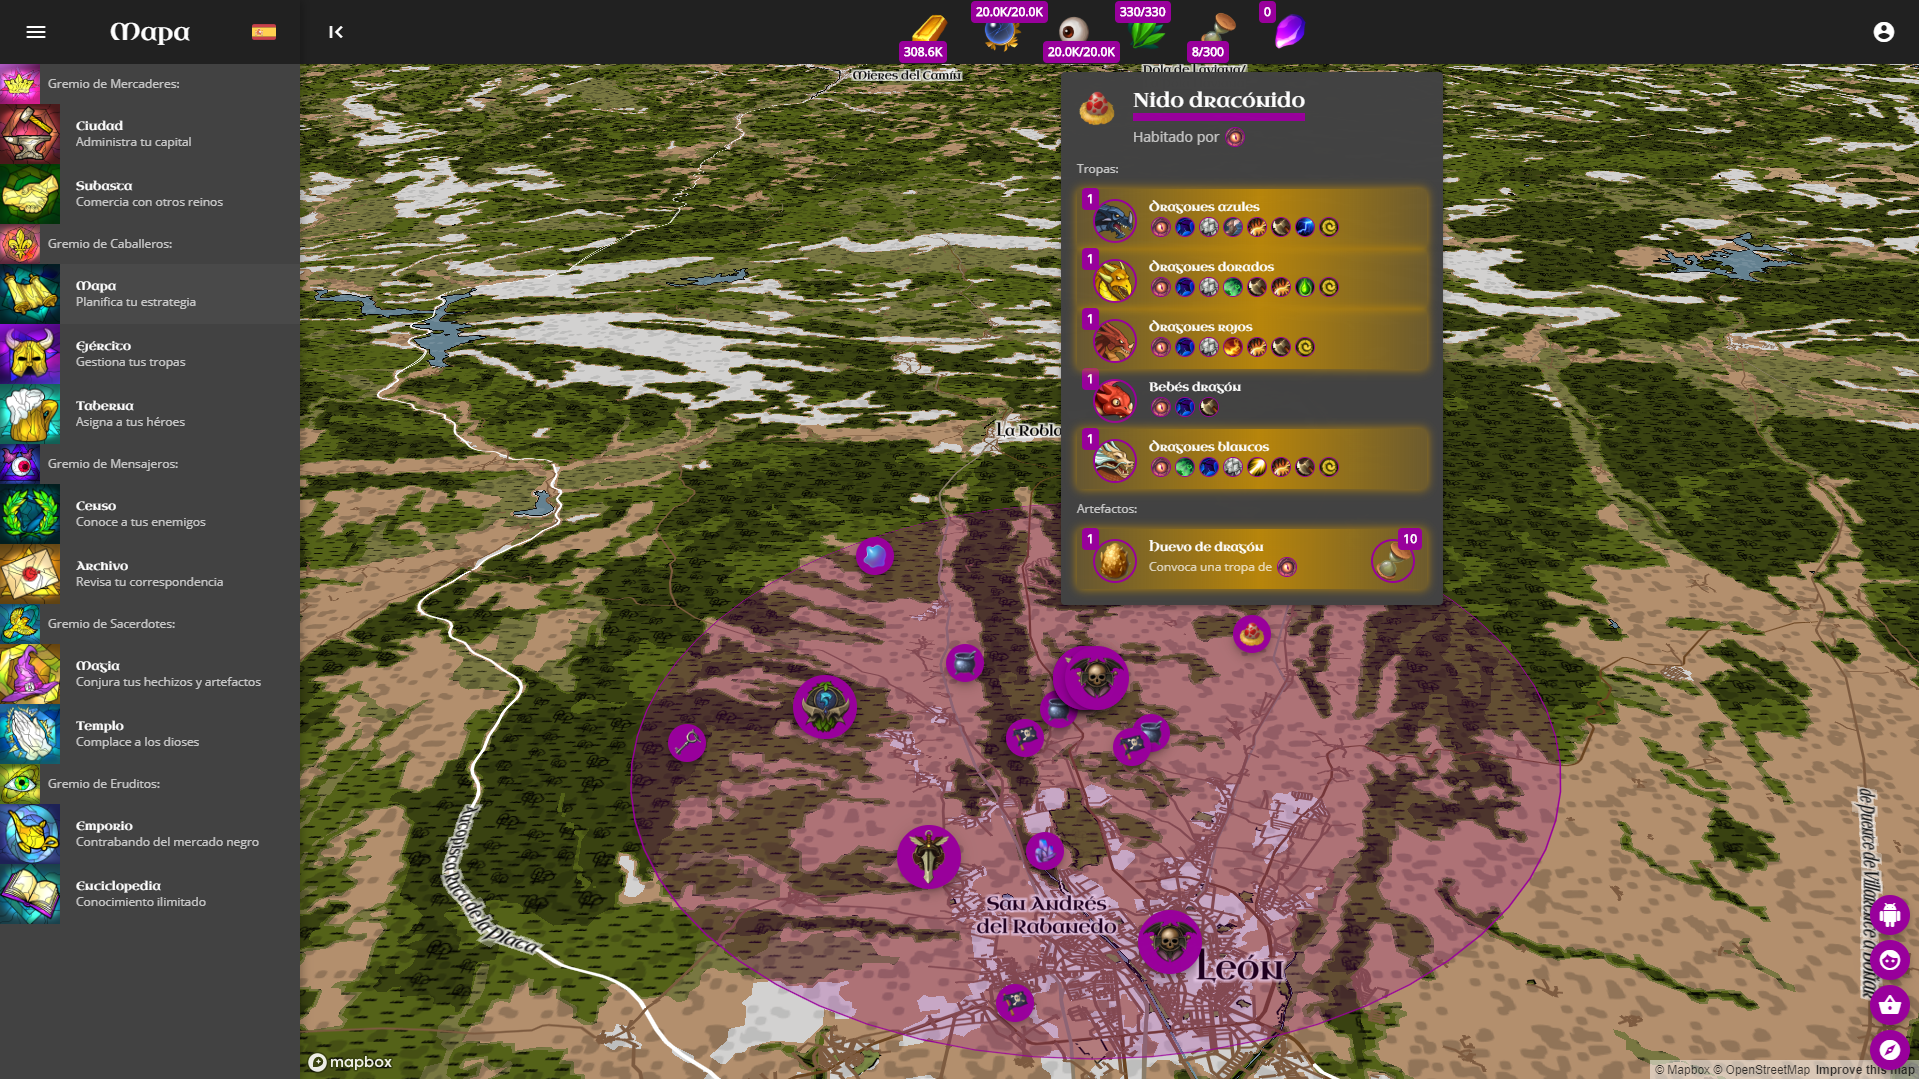 Mapa
308.6K
20.0K/20.0K
20.0K/20.0K
330/330
8/300
0
Gremio de Mercaderes:
Ciudad
Administra tu capital
Subasta
Comercia con otros reinos
Gremio de Caballeros:
Mapa
Planifica tu estrategia
Ejército
Gestiona tus tropas
Taberna
Asigna a tus héroes
Gremio de Mensajeros:
Censo
Conoce a tus enemigos
Archivo
Revisa tu correspondencia
Gremio de Sacerdotes:
Magia
Conjura tus hechizos y artefactos
Templo
Complace a los dioses
Gremio de Eruditos:
Emporio
Contrabando del mercado negro
Enciclopedia
Conocimiento ilimitado
Mieres del Camín
Nido dracónido
Habitado por
Tropas:
1
Dragones azules
1
Dragones dorados
1
Dragones rojos
1
Bebés dragón
1
Dragones blancos
Artefactos:
1
Huevo de dragón
Convoca una tropa de
10
La Robla
San Andrés
del Rabanedo
León
Autopista Ruta de la Plata
mapbox
© Mapbox © OpenStreetMap Improve this map